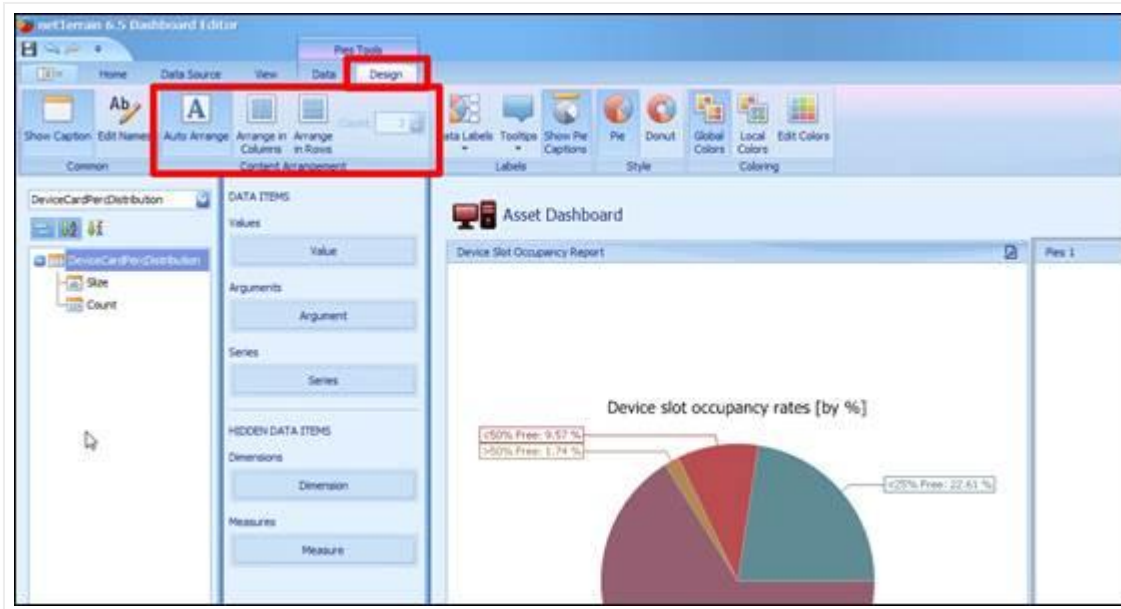 netTerrain 6.5 Dashboard Editor
Pies Tools
Home Data Source View Data Design
Show Caption Edit Names Auto Arrange Arrange in Columns Arrange in Rows Count: Data Labels Tooltips Show Pie Captions Pie Donut Global Colors Local Colors Edit Colors
Common Content Arrangement Labels Style Coloring
DeviceCardPercDistribution
DeviceCardPercDistribution
Size
Count
DATA ITEMS
Values
Value
Arguments
Argument
Series
Series
HIDDEN DATA ITEMS
Dimensions
Dimension
Measures
Measure
Asset Dashboard
Device Slot Occupancy Report
Pies 1
Device slot occupancy rates [by %]
<50% Free: 9.57 %
>50% Free: 1.74 %
<25% Free: 22.61 %